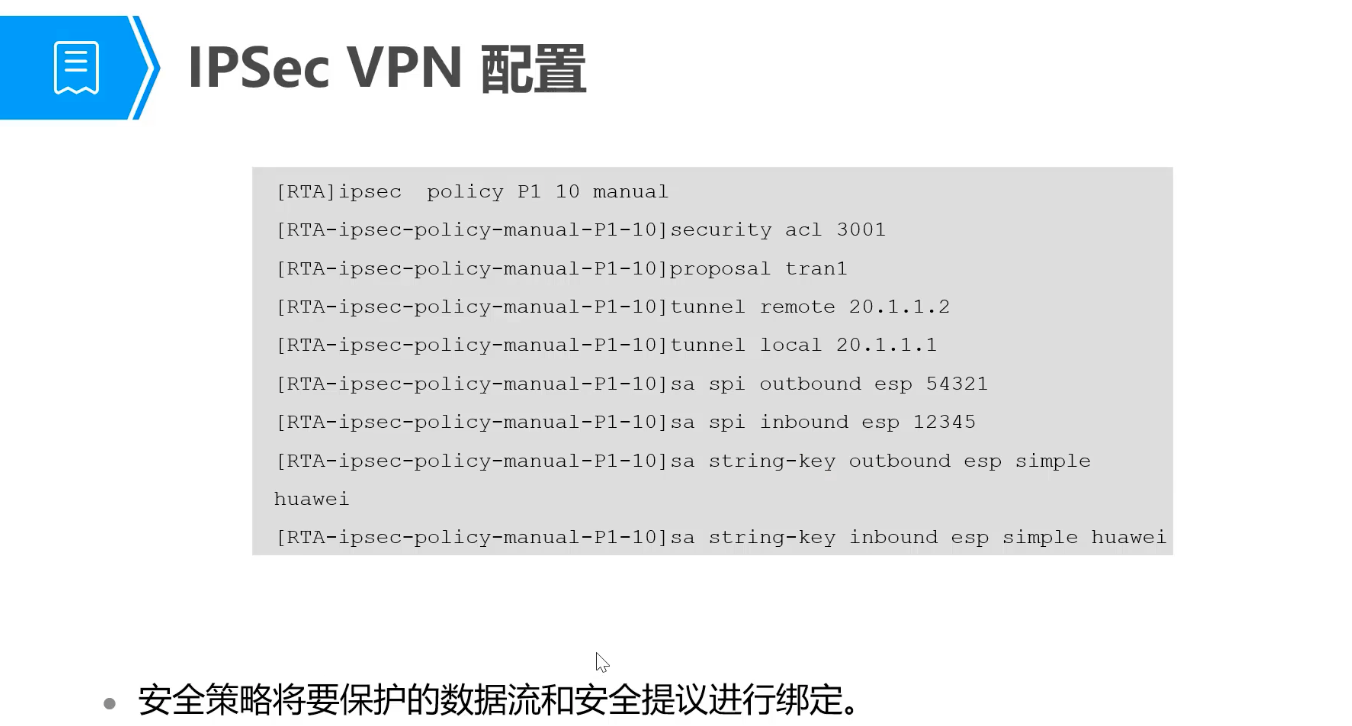 IPSec VPN 配置
[RTA]ipsec  policy P1 10 manual
[RTA-ipsec-policy-manual-P1-10]security acl 3001
[RTA-ipsec-policy-manual-P1-10]proposal tran1
[RTA-ipsec-policy-manual-P1-10]tunnel remote 20.1.1.2
[RTA-ipsec-policy-manual-P1-10]tunnel local 20.1.1.1
[RTA-ipsec-policy-manual-P1-10]sa spi outbound esp 54321
[RTA-ipsec-policy-manual-P1-10]sa spi inbound esp 12345
[RTA-ipsec-policy-manual-P1-10]sa string-key outbound esp simple
huawei
[RTA-ipsec-policy-manual-P1-10]sa string-key inbound esp simple huawei
● 安全策略将要保护的数据流和安全提议进行绑定。